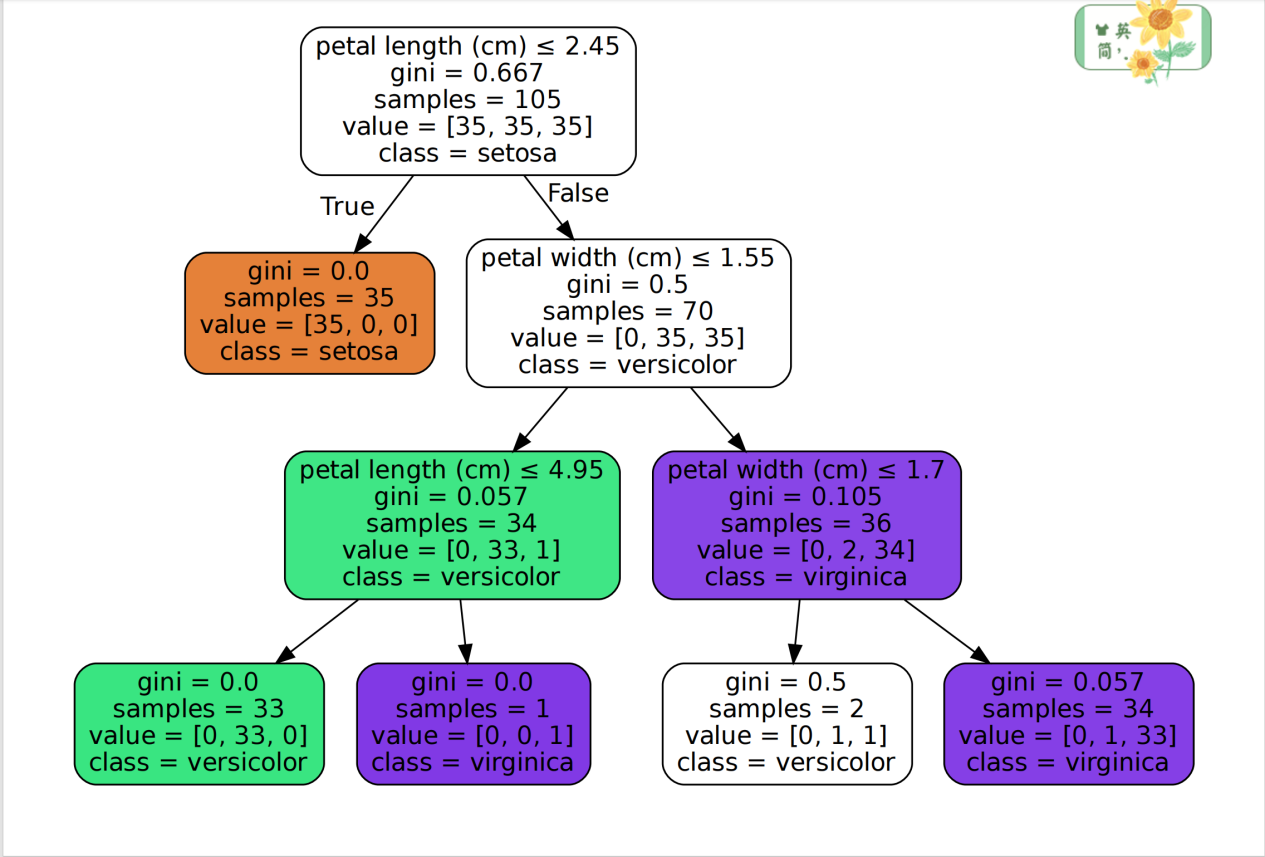 petal length (cm) ≤ 2.45
gini = 0.667
samples = 105
value = [35, 35, 35]
class = setosa
True
False
gini = 0.0
samples = 35
value = [35, 0, 0]
class = setosa
petal width (cm) ≤ 1.55
gini = 0.5
samples = 70
value = [0, 35, 35]
class = versicolor
petal length (cm) ≤ 4.95
gini = 0.057
samples = 34
value = [0, 33, 1]
class = versicolor
petal width (cm) ≤ 1.7
gini = 0.105
samples = 36
value = [0, 2, 34]
class = virginica
gini = 0.0
samples = 33
value = [0, 33, 0]
class = versicolor
gini = 0.0
samples = 1
value = [0, 0, 1]
class = virginica
gini = 0.5
samples = 2
value = [0, 1, 1]
class = versicolor
gini = 0.057
samples = 34
value = [0, 1, 33]
class = virginica
英
简